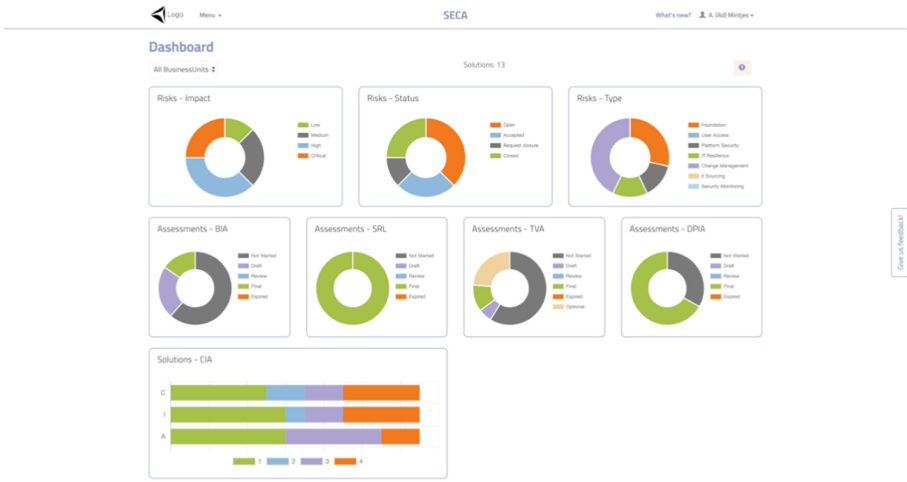 Logo
Menu
SECA
What's new?
A. (Ad) Mintjes
Dashboard
All BusinessUnits
Solutions: 13
Risks - Impact
Low
Medium
High
Critical
Risks - Status
Open
Accepted
Request closure
Closed
Risks - Type
Foundation
User Access
Platform Security
IT Resilience
Change Management
It Sourcing
Security Monitoring
Assessments - BIA
Not Started
Draft
Review
Final
Expired
Assessments - SRL
Not Started
Draft
Review
Final
Expired
Assessments - TVA
Not Started
Draft
Review
Final
Expired
Optional
Assessments - DPIA
Not Started
Draft
Review
Final
Expired
Give us feedback!
Solutions - CIA
C
I
A
1 2 3 4